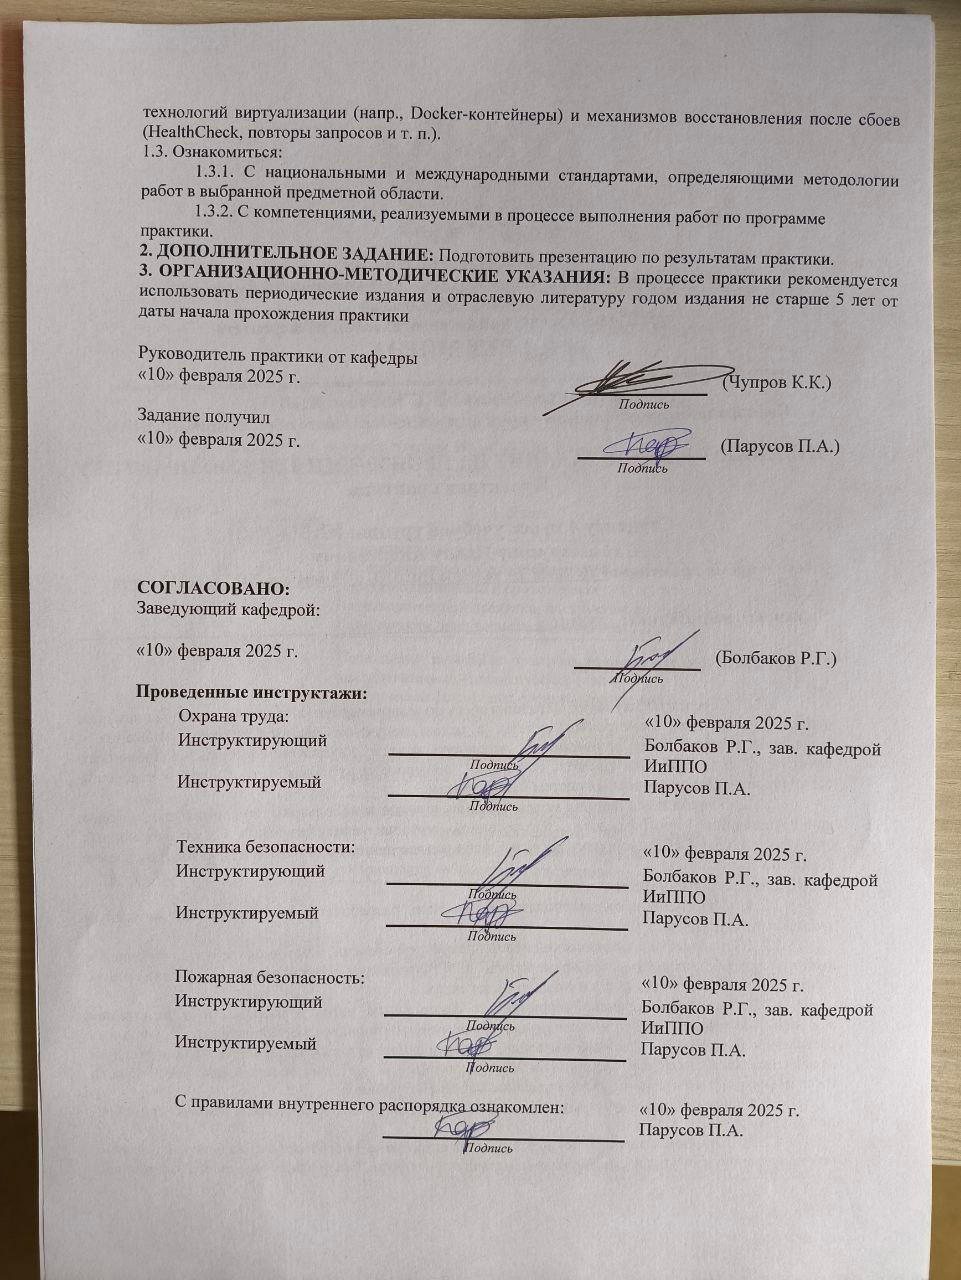 технологий виртуализации (напр., Docker-контейнеры) и механизмов восстановления после сбоев
(HealthCheck, повторы запросов и т. п.).
1.3. Ознакомиться:
1.3.1. С национальными и международными стандартами, определяющими методологии
работ в выбранной предметной области.
1.3.2. С компетенциями, реализуемыми в процессе выполнения работ по программе
практики.
2. ДОПОЛНИТЕЛЬНОЕ ЗАДАНИЕ: Подготовить презентацию по результатам практики.
3. ОРГАНИЗАЦИОННО-МЕТОДИЧЕСКИЕ УКАЗАНИЯ: В процессе практики рекомендуется
использовать периодические издания и отраслевую литературу годом издания не старше 5 лет от
даты начала прохождения практики
Руководитель практики от кафедры
«10» февраля 2025 г. (Чупров К.К.)
Подпись
Задание получил
«10» февраля 2025 г. (Парусов П.А.)
Подпись
СОГЛАСОВАНО:
Заведующий кафедрой:
«10» февраля 2025 г. (Болбаков Р.Г.)
Подпись
Проведенные инструктажи:
Охрана труда: «10» февраля 2025 г.
Инструктирующий Болбаков Р.Г., зав. кафедрой
Подпись ИиППО
Инструктируемый Парусов П.А.
Подпись
Техника безопасности: «10» февраля 2025 г.
Инструктирующий Болбаков Р.Г., зав. кафедрой
Подпись ИиППО
Инструктируемый Парусов П.А.
Подпись
Пожарная безопасность: «10» февраля 2025 г.
Инструктирующий Болбаков Р.Г., зав. кафедрой
Подпись ИиППО
Инструктируемый Парусов П.А.
Подпись
С правилами внутреннего распорядка ознакомлен: «10» февраля 2025 г.
Парусов П.А.
Подпись